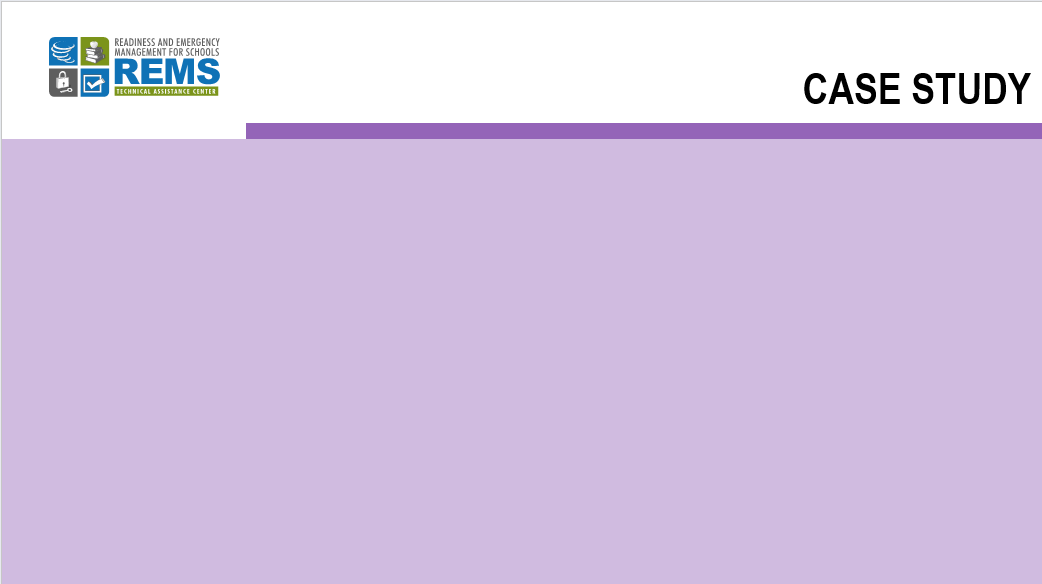 READINESS AND EMERGENCY
MANAGEMENT FOR SCHOOLS
REMS
TECHNICAL ASSISTANCE CENTER
CASE STUDY